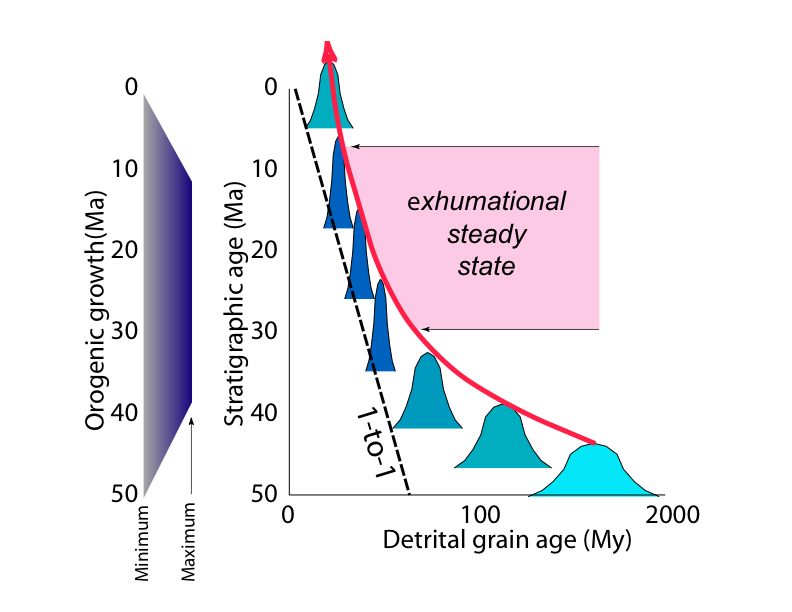 Orogenic growth(Ma)
0
10
20
30
40
50
Minimum
Maximum
Stratigraphic age (Ma)
0
10
20
30
40
50
1-to-1
exhumational
steady
state
0
100
2000
Detrital grain age (My)